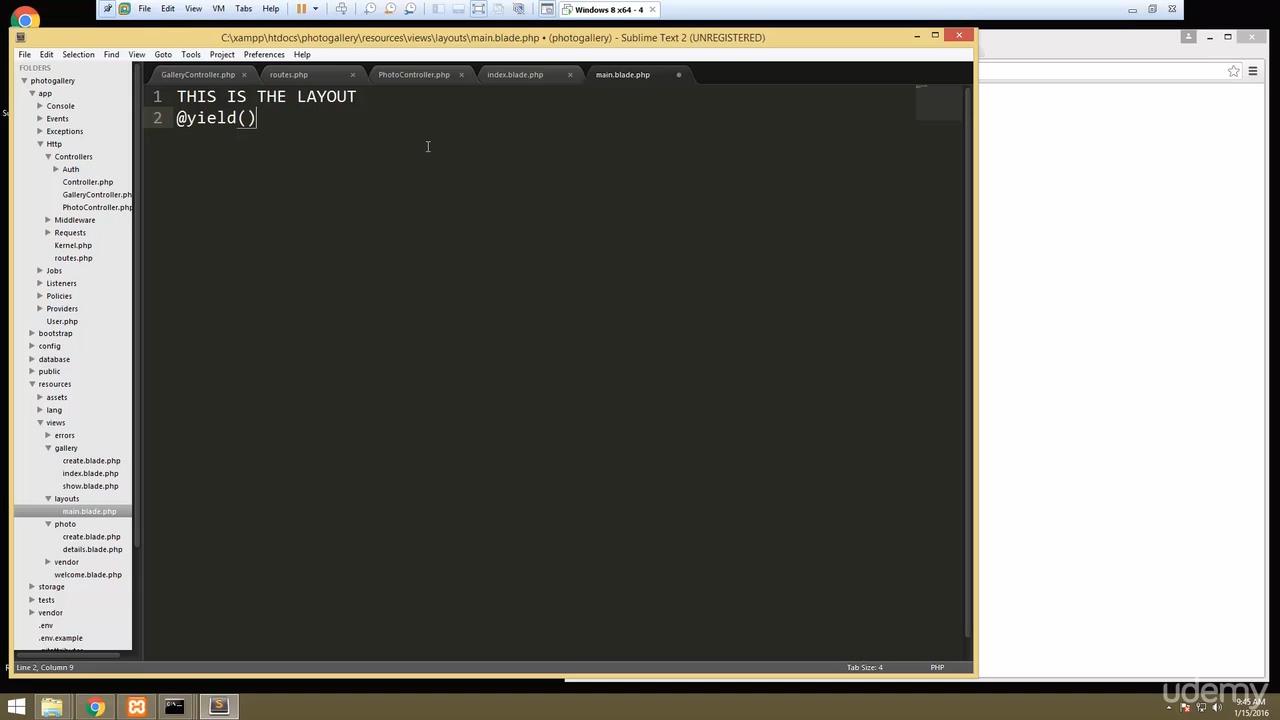 File Edit View VM Tabs Help
Windows 8 x64 - 4
C:\xampp\htdocs\photogallery\resources\views\layouts\main.blade.php • (photogallery) - Sublime Text 2 (UNREGISTERED)
File Edit Selection Find View Goto Tools Project Preferences Help
FOLDERS
photogallery
app
Console
Events
Exceptions
Http
Controllers
Auth
Controller.php
GalleryController.ph
PhotoController.php
Middleware
Requests
Kernel.php
routes.php
Jobs
Listeners
Policies
Providers
User.php
bootstrap
config
database
public
resources
assets
lang
views
errors
gallery
create.blade.php
index.blade.php
show.blade.php
layouts
main.blade.php
photo
create.blade.php
details.blade.php
vendor
welcome.blade.php
storage
tests
vendor
.env
.env.example
GalleryController.php routes.php PhotoController.php index.blade.php main.blade.php
1 THIS IS THE LAYOUT
2 @yield()
Line 2, Column 9
Tab Size: 4 PHP
udemy
9:45 AM
1/15/2016